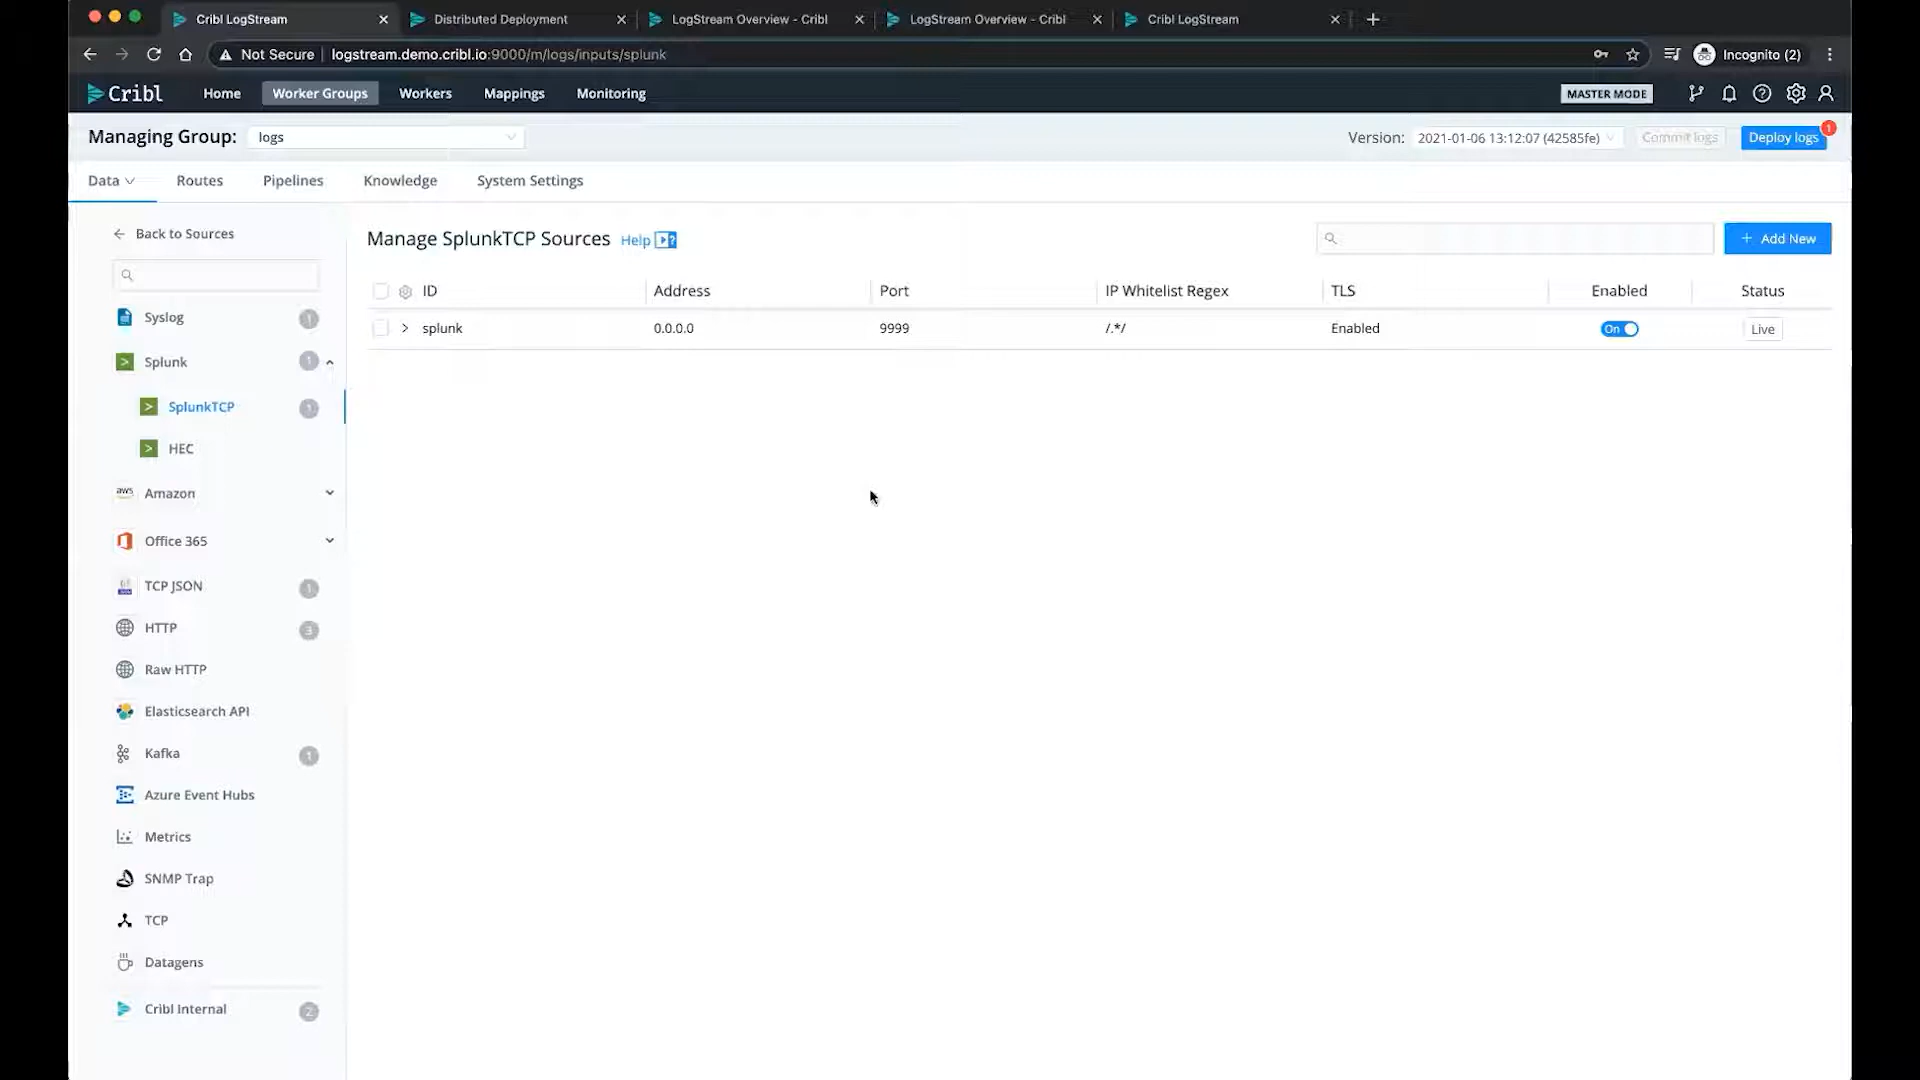 Cribl LogStream
Distributed Deployment
LogStream Overview - Cribl
LogStream Overview - Cribl
Cribl LogStream
Not Secure
logstream.demo.cribl.io:9000/m/logs/inputs/splunk
Incognito (2)
Cribl
Home
Worker Groups
Workers
Mappings
Monitoring
MASTER MODE
Managing Group:
logs
Version:
2021-01-06 13:12:07 (42585fe)
Commit logs
Deploy logs
1
Data
Routes
Pipelines
Knowledge
System Settings
Back to Sources
Manage SplunkTCP Sources
Help
Add New
ID
Address
Port
IP Whitelist Regex
TLS
Enabled
Status
splunk
0.0.0.0
9999
/.*/
Enabled
On
Live
Syslog
1
Splunk
1
SplunkTCP
1
HEC
aws
Amazon
Office 365
TCP JSON
1
HTTP
3
Raw HTTP
Elasticsearch API
Kafka
1
Azure Event Hubs
Metrics
SNMP Trap
TCP
Datagens
Cribl Internal
2